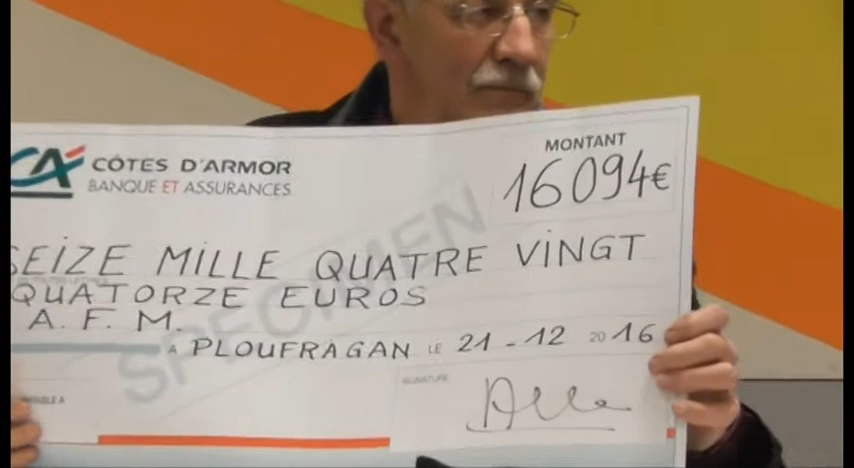 CA CÔTES D'ARMOR
BANQUE ET ASSURANCES
MONTANT
16094€
SEIZE MILLE QUATRE VINGT
QUATORZE EUROS
A.F.M.
SPECIMEN
A PLOUFRAGAN LE 21-12 2016
SIGNATURE